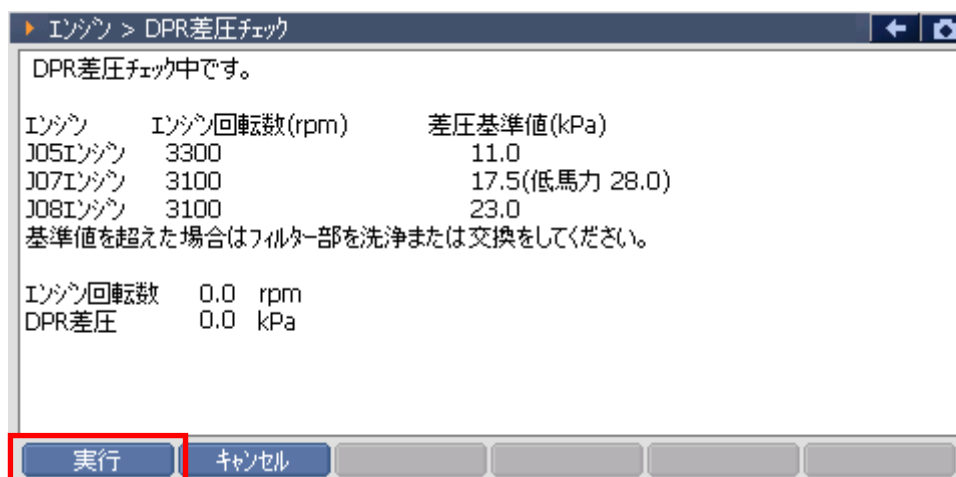 エンジン > DPR差圧チェック
DPR差圧チェック中です。
エンジン エンジン回転数(rpm) 差圧基準値(kPa)
J05エンジン 3300 11.0
J07エンジン 3100 17.5(低馬力 28.0)
J08エンジン 3100 23.0
基準値を超えた場合はフィルター部を洗浄または交換をしてください。
エンジン回転数 0.0 rpm
DPR差圧 0.0 kPa
実行 キャンセル